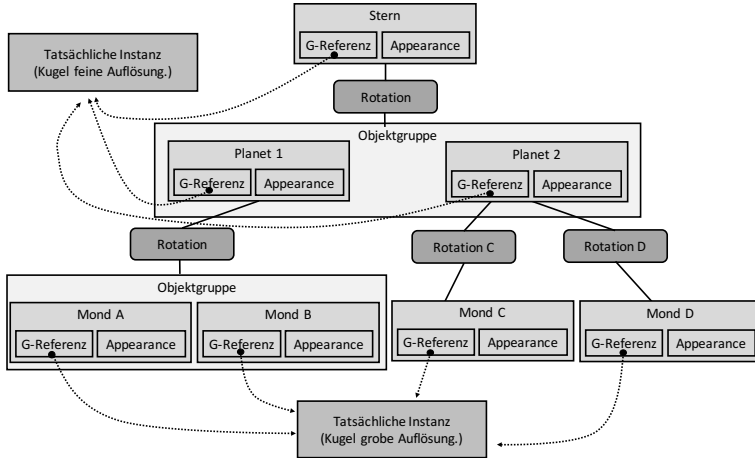 Stern
G-Referenz Appearance
Tatsächliche Instanz
(Kugel feine Auflösung.)
Rotation
Objektgruppe
Planet 1
G-Referenz Appearance
Planet 2
G-Referenz Appearance
Rotation
Rotation C
Rotation D
Objektgruppe
Mond A
G-Referenz Appearance
Mond B
G-Referenz Appearance
Mond C
G-Referenz Appearance
Mond D
G-Referenz Appearance
Tatsächliche Instanz
(Kugel grobe Auflösung.)